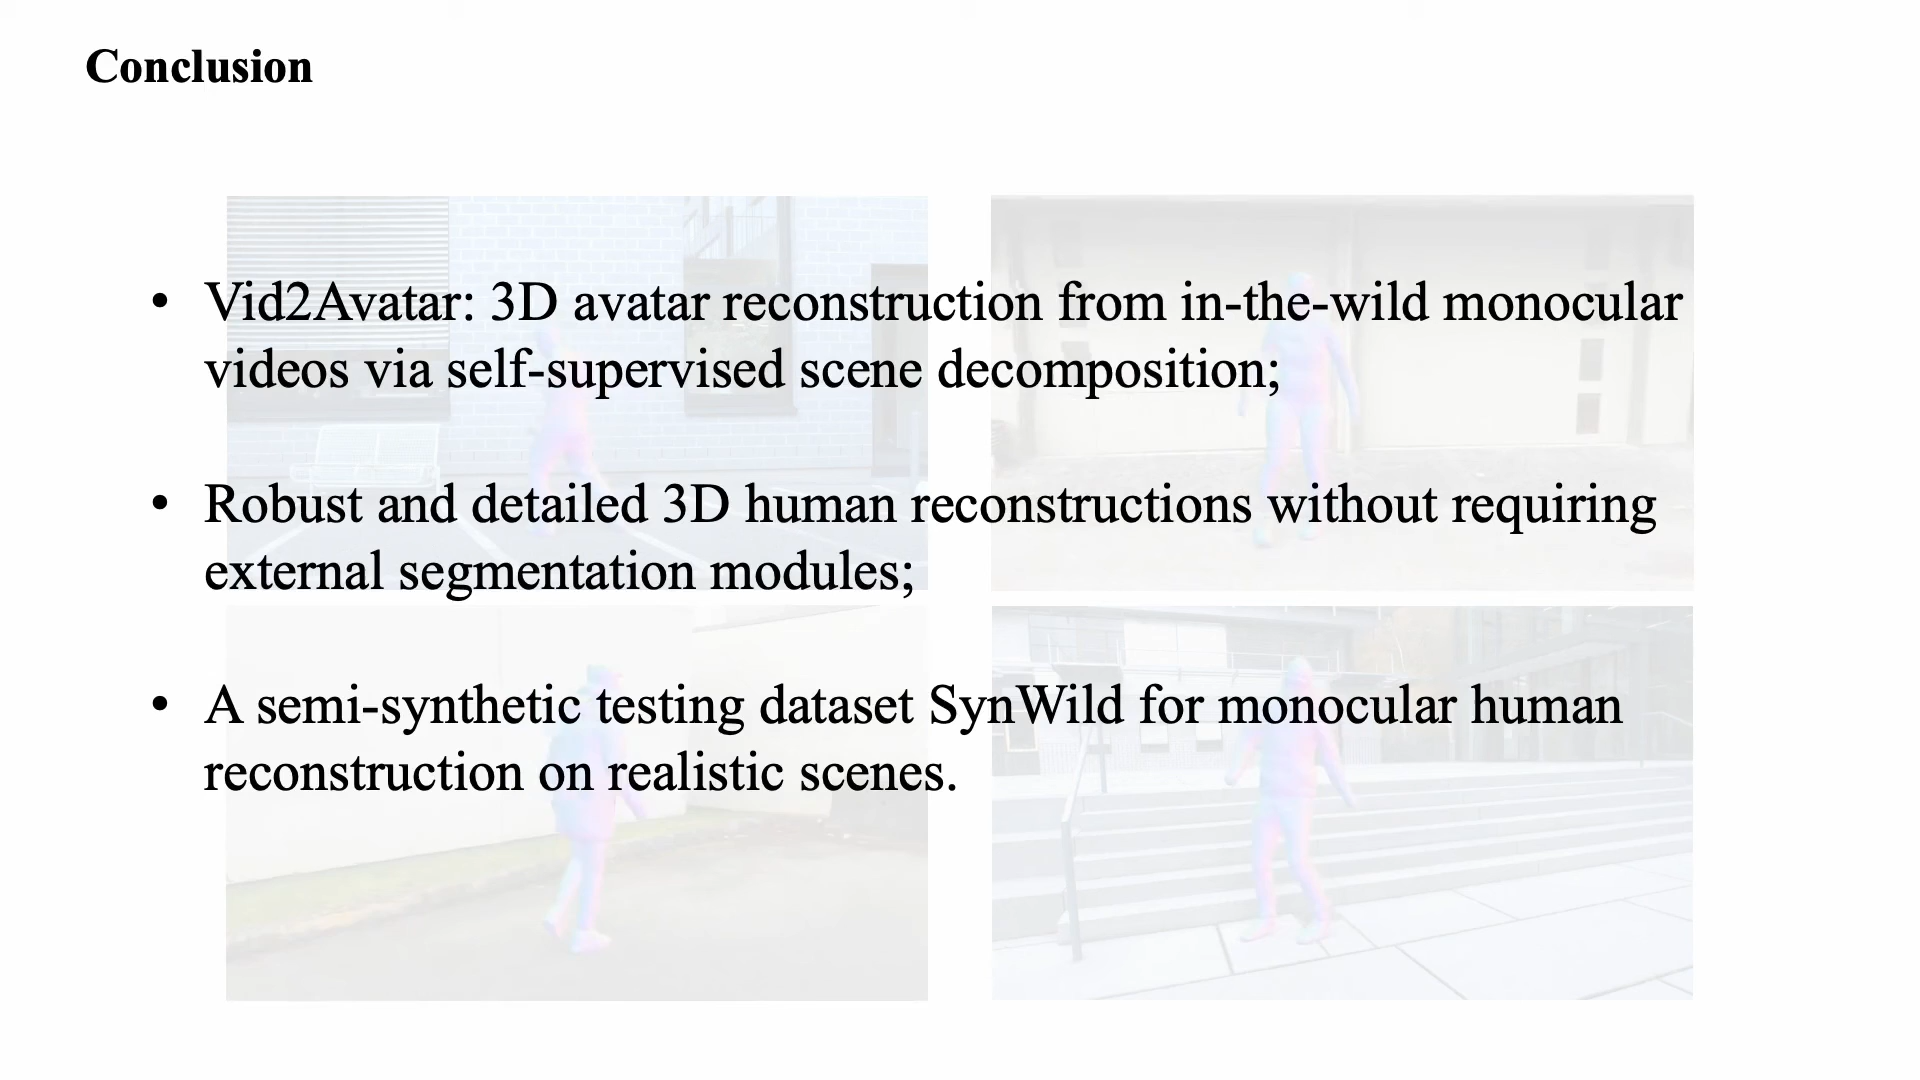 Conclusion
• Vid2Avatar: 3D avatar reconstruction from in-the-wild monocular
videos via self-supervised scene decomposition;
• Robust and detailed 3D human reconstructions without requiring
external segmentation modules;
• A semi-synthetic testing dataset SynWild for monocular human
reconstruction on realistic scenes.